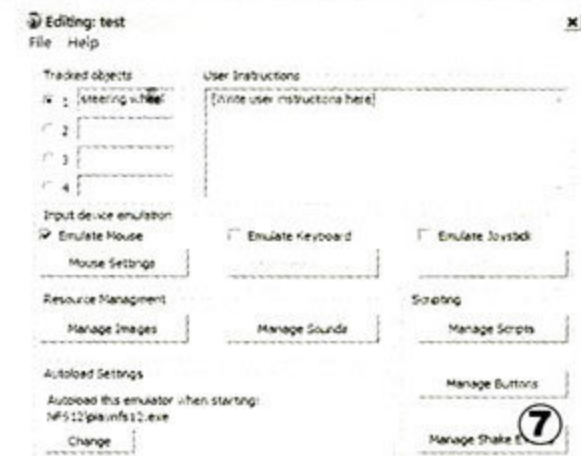 Editing: test
File Help
Tracked objects
User Instructions
1 steering wheel
[Write user instructions here]
2
3
4
Input device emulation
Emulate Mouse
Emulate Keyboard
Emulate Joystick
Mouse Settings
Resource Managment
Scripting
Manage Images
Manage Sounds
Manage Scripts
Autoload Settings
Manage Buttons
Autoload this emulator when starting:
Change
Manage Shake
7